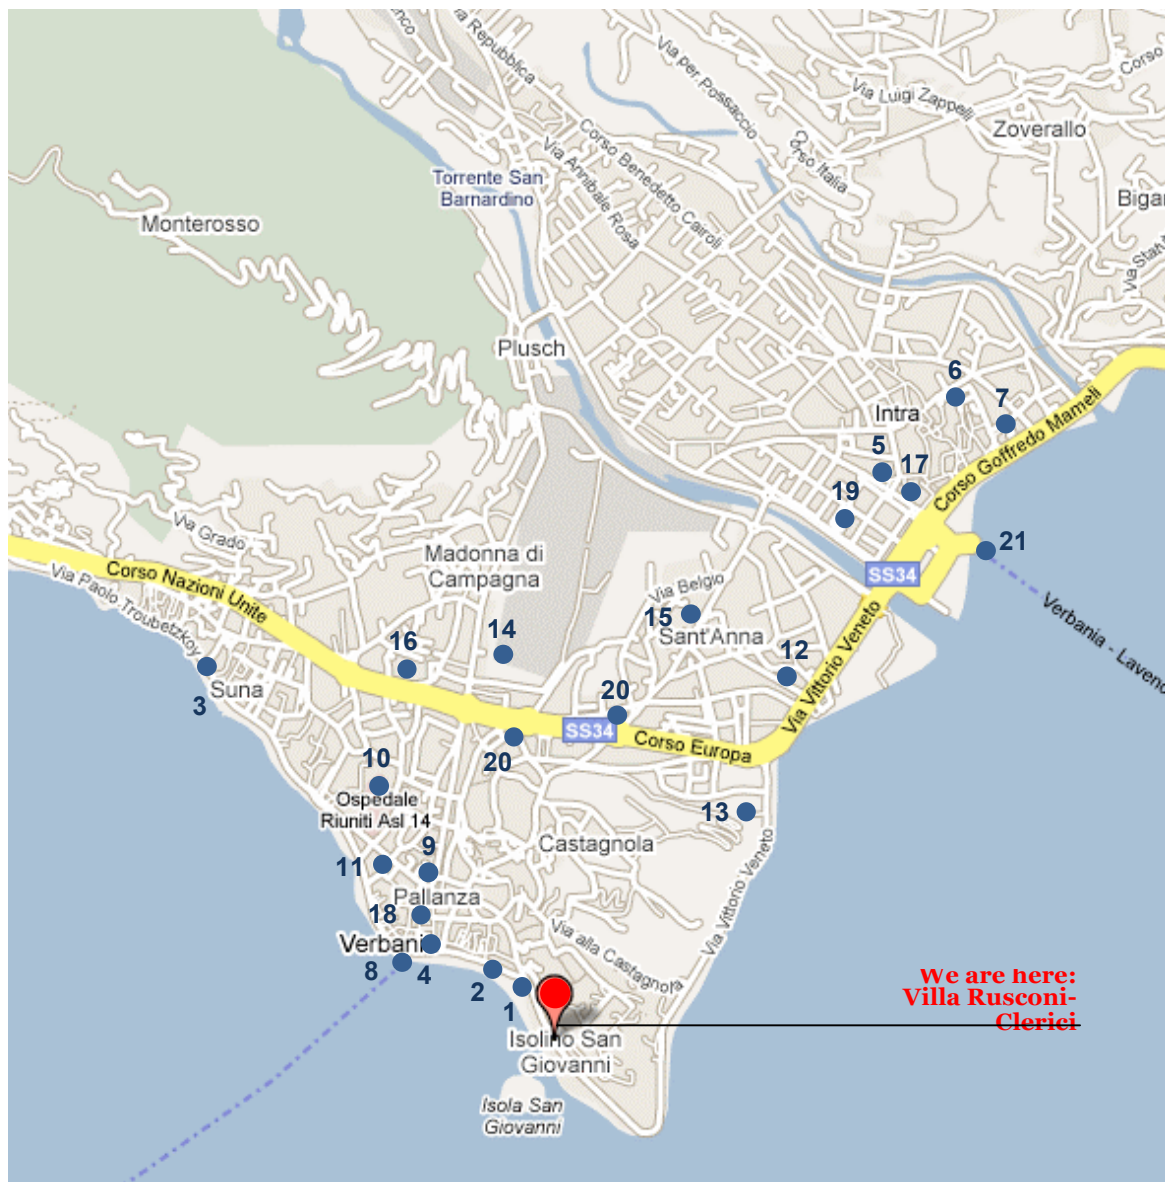 Via Repubblica
Via per Possaccio
Via Luigi Zappelli
Corso
Zoverallo
Corso Italia
Corso Benedetto Cairoli
Via Annibale Rosa
Torrente San
Barnardino
Monterosso
Plusch
6
7
Intra
5
17
19
Corso Goffredo Mameli
21
Via Grado
Madonna di
Campagna
SS34
Corso Nazioni Unite
Via Paolo Troubetzkoy
Via Belgio
15
Sant'Anna
Verbania - Laveno
14
16
12
Via Vittorio Veneto
Suna
3
20
SS34
Corso Europa
20
10
Ospedale
Riuniti Asl 14
13
Castagnola
11
9
Pallanza
Via Vittorio Veneto
18
Verbani
Via alla Castagnola
8
4
2
1
We are here:
Villa Rusconi-
Clerici
Isolino San
Giovanni
Isola San
Giovanni